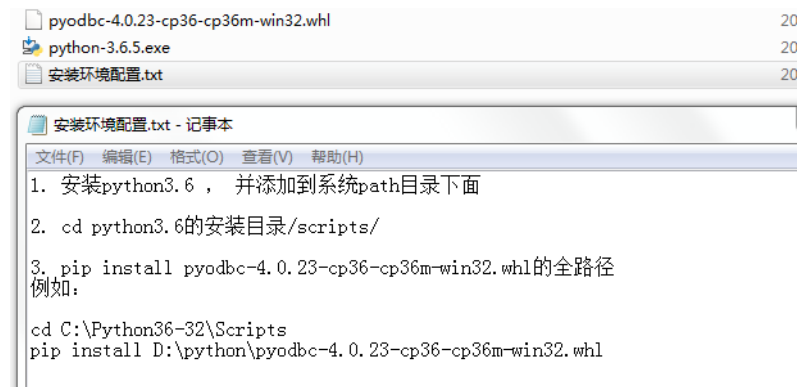 pyodbc-4.0.23-cp36-cp36m-win32.whl 20
python-3.6.5.exe 20
安装环境配置.txt 20
安装环境配置.txt - 记事本
文件(F) 编辑(E) 格式(O) 查看(V) 帮助(H)
1. 安装python3.6 ， 并添加到系统path目录下面
2. cd python3.6的安装目录/scripts/
3. pip install pyodbc-4.0.23-cp36-cp36m-win32.whl的全路径
例如：
cd C:\Python36-32\Scripts
pip install D:\python\pyodbc-4.0.23-cp36-cp36m-win32.whl